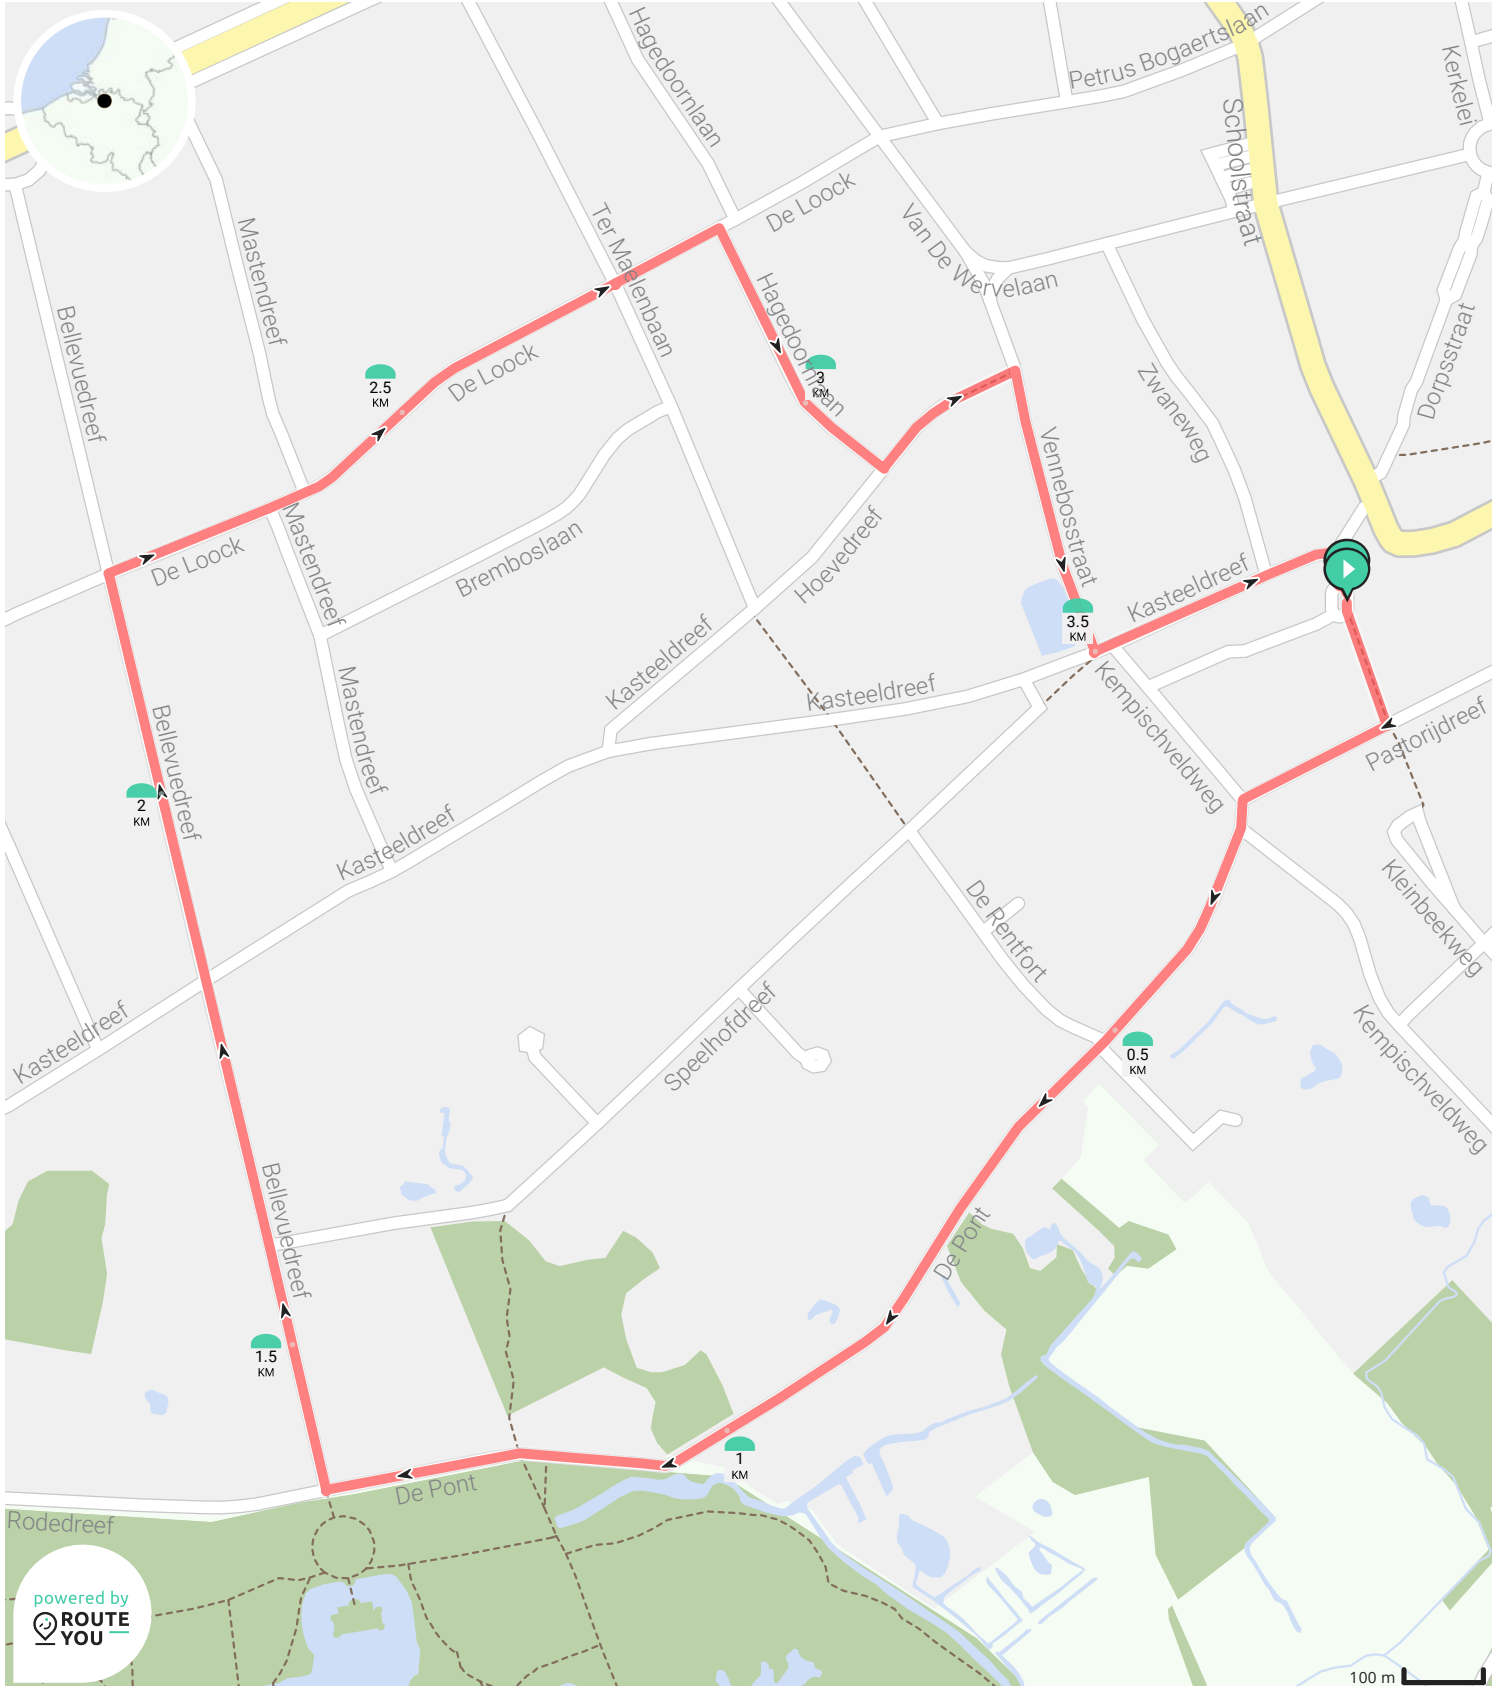 Hagedoornlaan
Petrus Bogaertslaan
Kerkelei
Schoolstraat
De Loock
Van De Wervelaan
Mastendreef
Ter Maelenbaan
Bellevuedreef
Hagedoornlaan
Dorpsstraat
2.5
KM
De Loock
3
KM
Zwaneweg
Vennebosstraat
De Loock
Mastendreef
Bremboslaan
Hoevedreef
Kasteeldreef
3.5
KM
Kasteeldreef
Kasteeldreef
Kempischveldweg
Pastorijdreef
Mastendreef
Bellevuedreef
2
KM
Kasteeldreef
Kleinbeekweg
De Rentfort
Kasteeldreef
Speelhofdreef
0.5
KM
Kempischveldweg
Bellevuedreef
De Pont
1.5
KM
1
KM
De Pont
Rodedreef
powered by
ROUTE
YOU
100 m